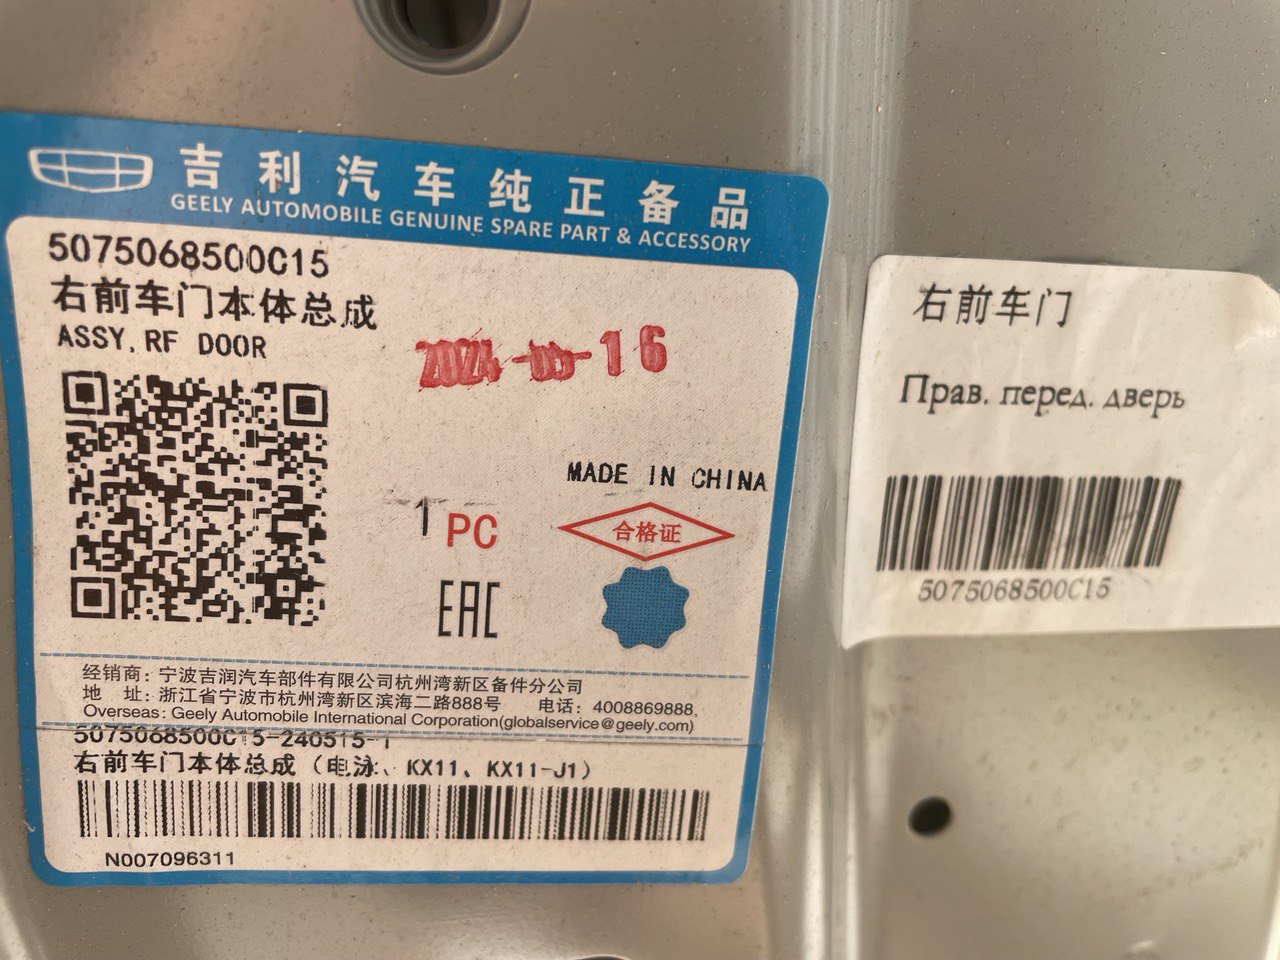 吉利汽车纯正备品
GEELY AUTOMOBILE GENUINE SPARE PART & ACCESSORY
5075068500C15
右前车门本体总成
ASSY,RF DOOR
2024-05-16
MADE IN CHINA
1 PC
合格证
EAC
经销商：宁波吉润汽车部件有限公司杭州湾新区备件分公司
地 址：浙江省宁波市杭州湾新区滨海二路888号 电话：4008869888,
Overseas: Geely Automobile International Corporation(globalservice@geely.com)
5075068500C15-240515-1
右前车门本体总成（电泳、KX11、KX11-J1）
N007096311
右前车门
Прав. перед. дверь
5075068500C15